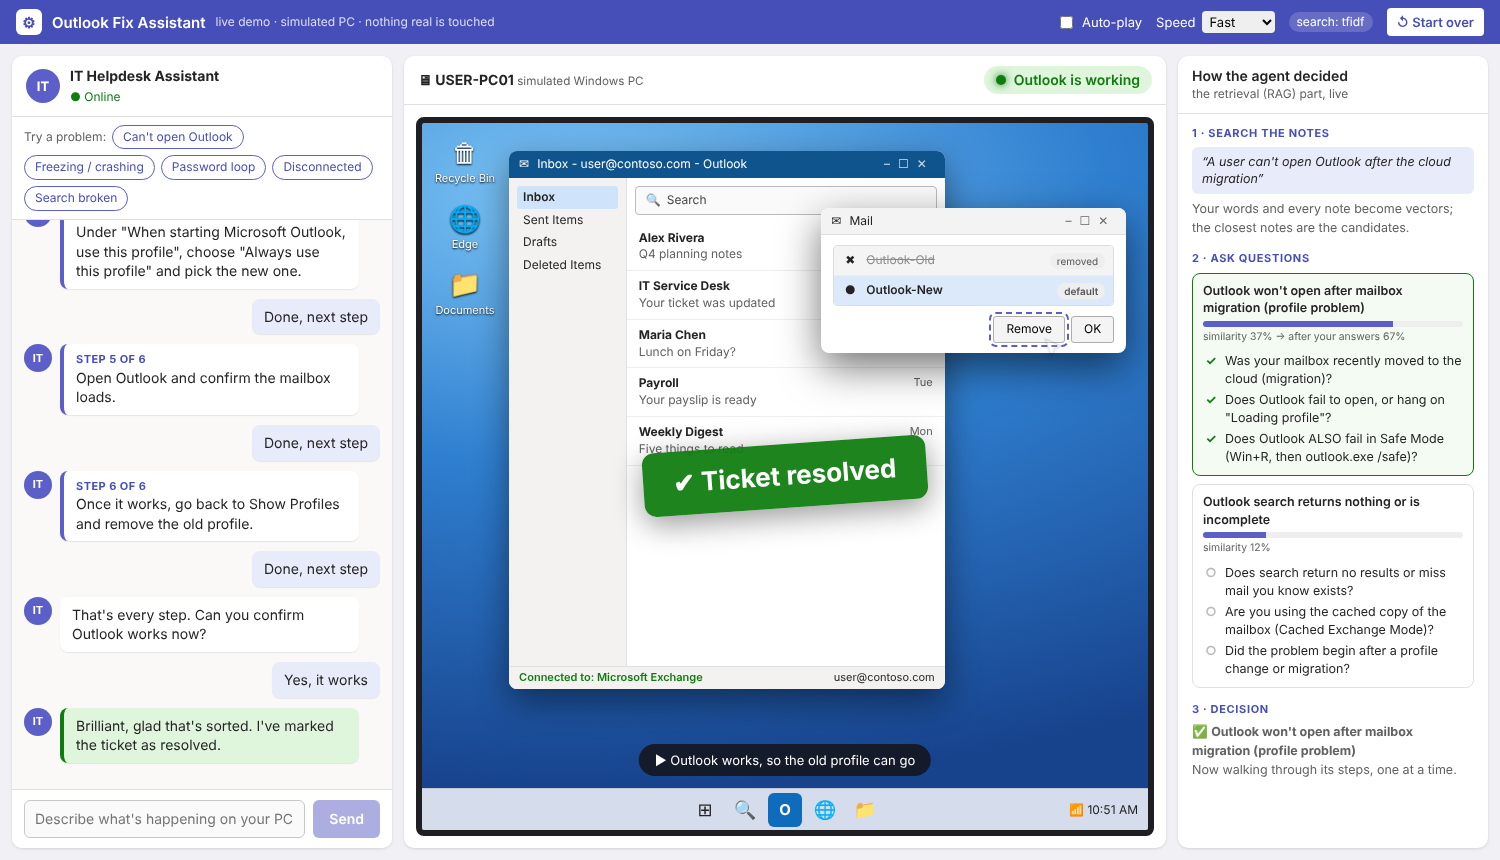 Outlook Fix Assistant
live demo · simulated PC · nothing real is touched
Auto-play
Speed
Fast
search: tfidf
Start over
IT
IT Helpdesk Assistant
Online
Try a problem:
Can't open Outlook
Freezing / crashing
Password loop
Disconnected
Search broken
Under "When starting Microsoft Outlook,
use this profile", choose "Always use
this profile" and pick the new one.
Done, next step
IT
STEP 5 OF 6
Open Outlook and confirm the mailbox
loads.
Done, next step
IT
STEP 6 OF 6
Once it works, go back to Show Profiles
and remove the old profile.
Done, next step
IT
That's every step. Can you confirm
Outlook works now?
Yes, it works
IT
Brilliant, glad that's sorted. I've marked
the ticket as resolved.
Describe what's happening on your PC
Send
USER-PC01 simulated Windows PC
Outlook is working
Recycle Bin
Edge
Documents
Inbox - user@contoso.com - Outlook
Inbox
Sent Items
Drafts
Deleted Items
Search
Alex Rivera
Q4 planning notes
IT Service Desk
Your ticket was updated
Maria Chen
Lunch on Friday?
Payroll
Tue
Your payslip is ready
Weekly Digest
Mon
Five things to read
Mail
Outlook-Old
removed
Outlook-New
default
Remove
OK
✔ Ticket resolved
Connected to: Microsoft Exchange
user@contoso.com
▶ Outlook works, so the old profile can go
O
10:51 AM
How the agent decided
the retrieval (RAG) part, live
1 · SEARCH THE NOTES
"A user can't open Outlook after the cloud
migration"
Your words and every note become vectors;
the closest notes are the candidates.
2 · ASK QUESTIONS
Outlook won't open after mailbox
migration (profile problem)
similarity 37% → after your answers 67%
Was your mailbox recently moved to the
cloud (migration)?
Does Outlook fail to open, or hang on
"Loading profile"?
Does Outlook ALSO fail in Safe Mode
(Win+R, then outlook.exe /safe)?
Outlook search returns nothing or is
incomplete
similarity 12%
Does search return no results or miss
mail you know exists?
Are you using the cached copy of the
mailbox (Cached Exchange Mode)?
Did the problem begin after a profile
change or migration?
3 · DECISION
✅ Outlook won't open after mailbox
migration (profile problem)
Now walking through its steps, one at a time.